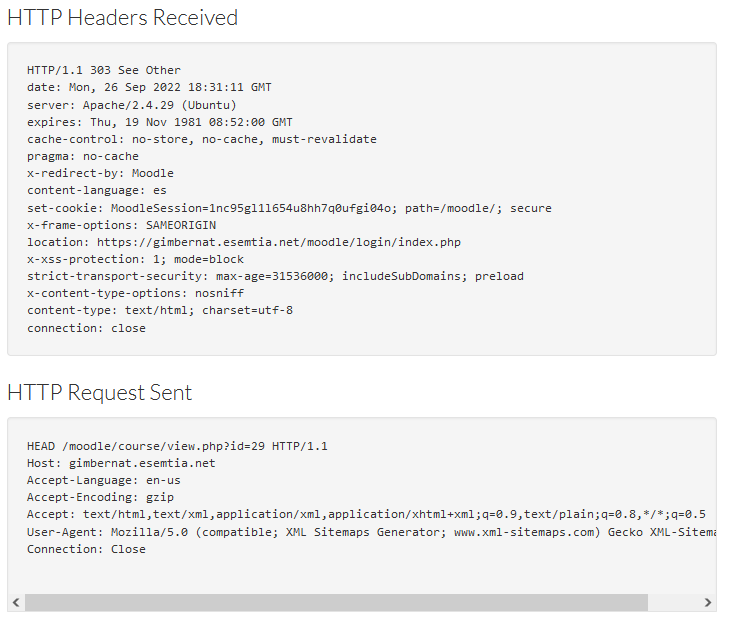 HTTP Headers Received
HTTP/1.1 303 See Other
date: Mon, 26 Sep 2022 18:31:11 GMT
server: Apache/2.4.29 (Ubuntu)
expires: Thu, 19 Nov 1981 08:52:00 GMT
cache-control: no-store, no-cache, must-revalidate
pragma: no-cache
x-redirect-by: Moodle
content-language: es
set-cookie: MoodleSession=1nc95gl1l654u8hh7q0ufgi04o; path=/moodle/; secure
x-frame-options: SAMEORIGIN
location: https://gimbernat.esemtia.net/moodle/login/index.php
x-xss-protection: 1; mode=block
strict-transport-security: max-age=31536000; includeSubDomains; preload
x-content-type-options: nosniff
content-type: text/html; charset=utf-8
connection: close
HTTP Request Sent
HEAD /moodle/course/view.php?id=29 HTTP/1.1
Host: gimbernat.esemtia.net
Accept-Language: en-us
Accept-Encoding: gzip
Accept: text/html,text/xml,application/xml,application/xhtml+xml;q=0.9,text/plain;q=0.8,*/*;q=0.5
User-Agent: Mozilla/5.0 (compatible; XML Sitemaps Generator; www.xml-sitemaps.com) Gecko XML-Sitema
Connection: Close